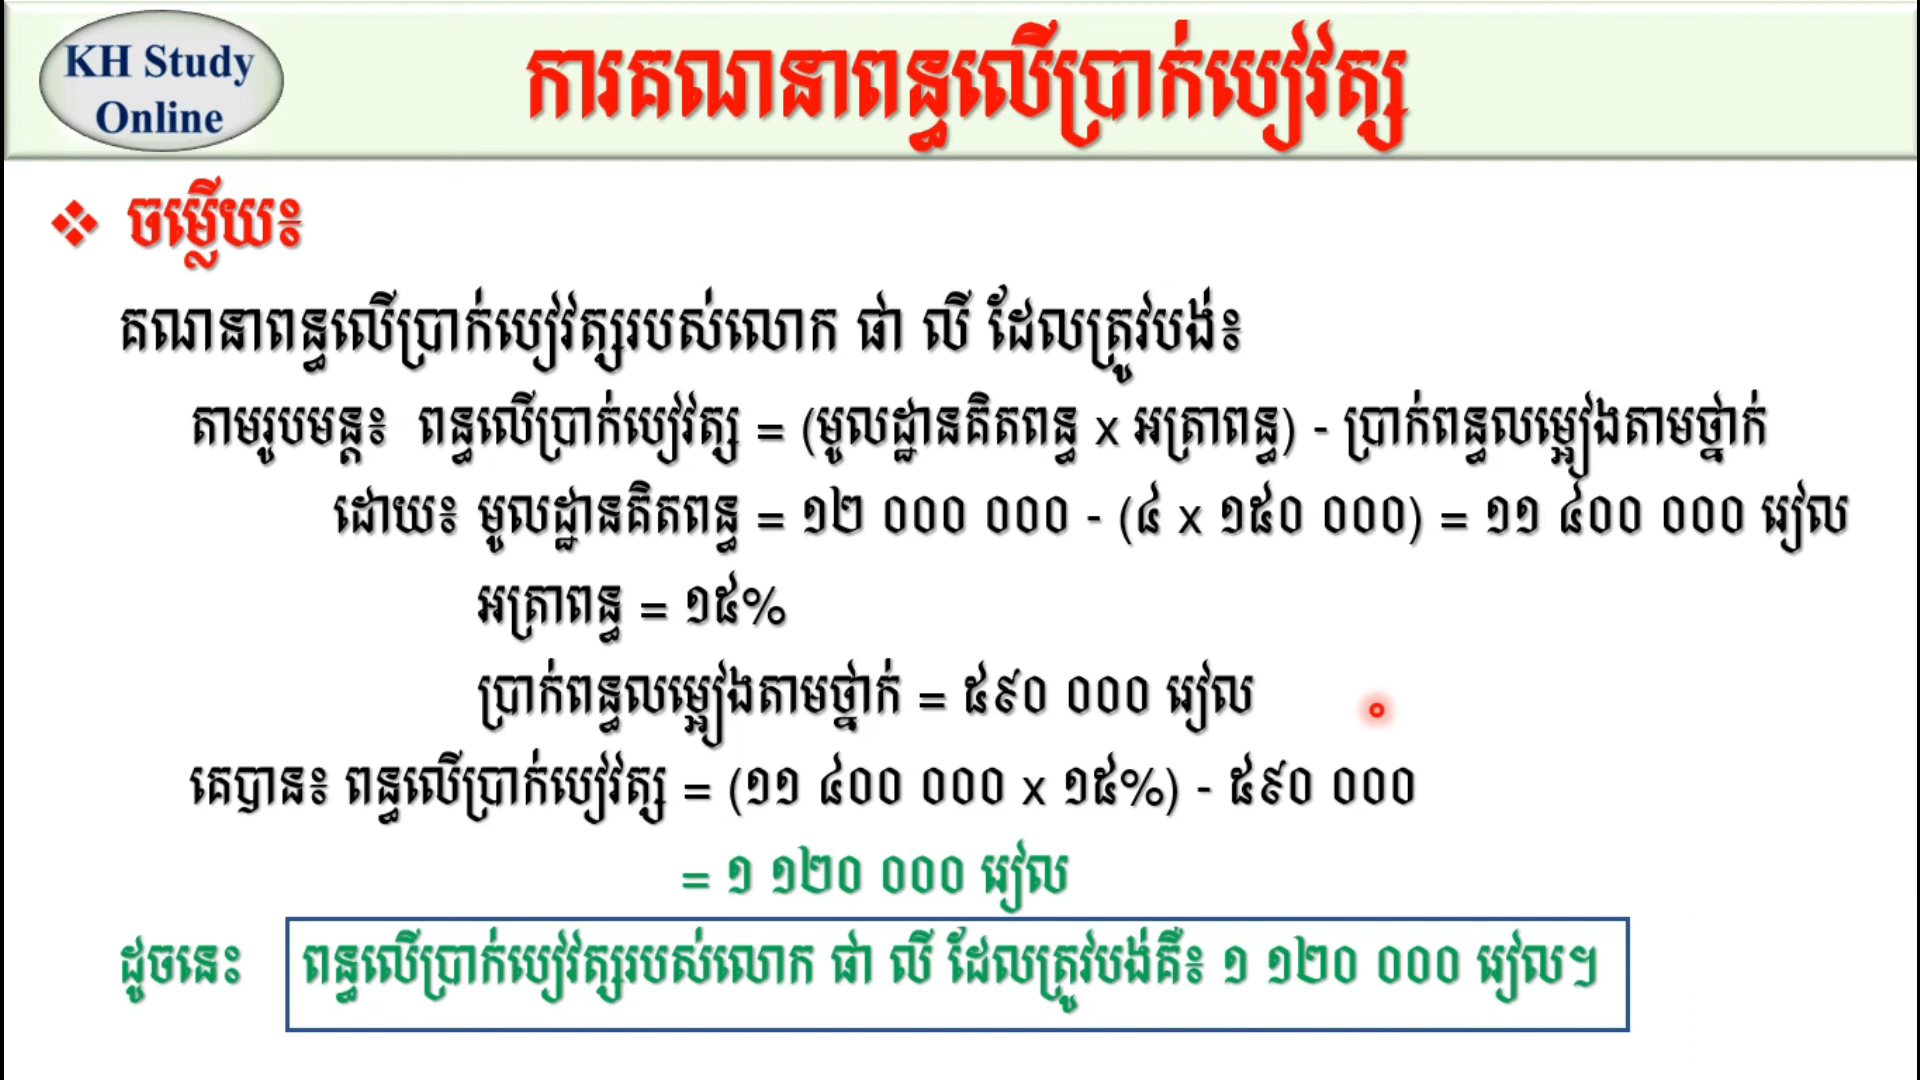 KH Study
Online
ការគណនាពន្ធលើប្រាក់បៀវត្ស
ចម្លើយ៖
គណនាពន្ធលើប្រាក់បៀវត្សរបស់លោក ផា លី ដែលត្រូវបង់៖
តាមរូបមន្ត៖ ពន្ធលើប្រាក់បៀវត្ស = (មូលដ្ឋានគិតពន្ធ x អត្រាពន្ធ) - ប្រាក់ពន្ធលម្អៀងតាមថ្នាក់
ដោយ៖ មូលដ្ឋានគិតពន្ធ = ១២ ០០០ ០០០ - (៤ x ១៥០ ០០០) = ១១ ៤០០ ០០០ រៀល
អត្រាពន្ធ = ១៥%
ប្រាក់ពន្ធលម្អៀងតាមថ្នាក់ = ៥៩០ ០០០ រៀល
គេបាន៖ ពន្ធលើប្រាក់បៀវត្ស = (១១ ៤០០ ០០០ x ១៥%) - ៥៩០ ០០០
= ១ ១២០ ០០០ រៀល
ដូចនេះ ពន្ធលើប្រាក់បៀវត្សរបស់លោក ផា លី ដែលត្រូវបង់គឺ៖ ១ ១២០ ០០០ រៀល។